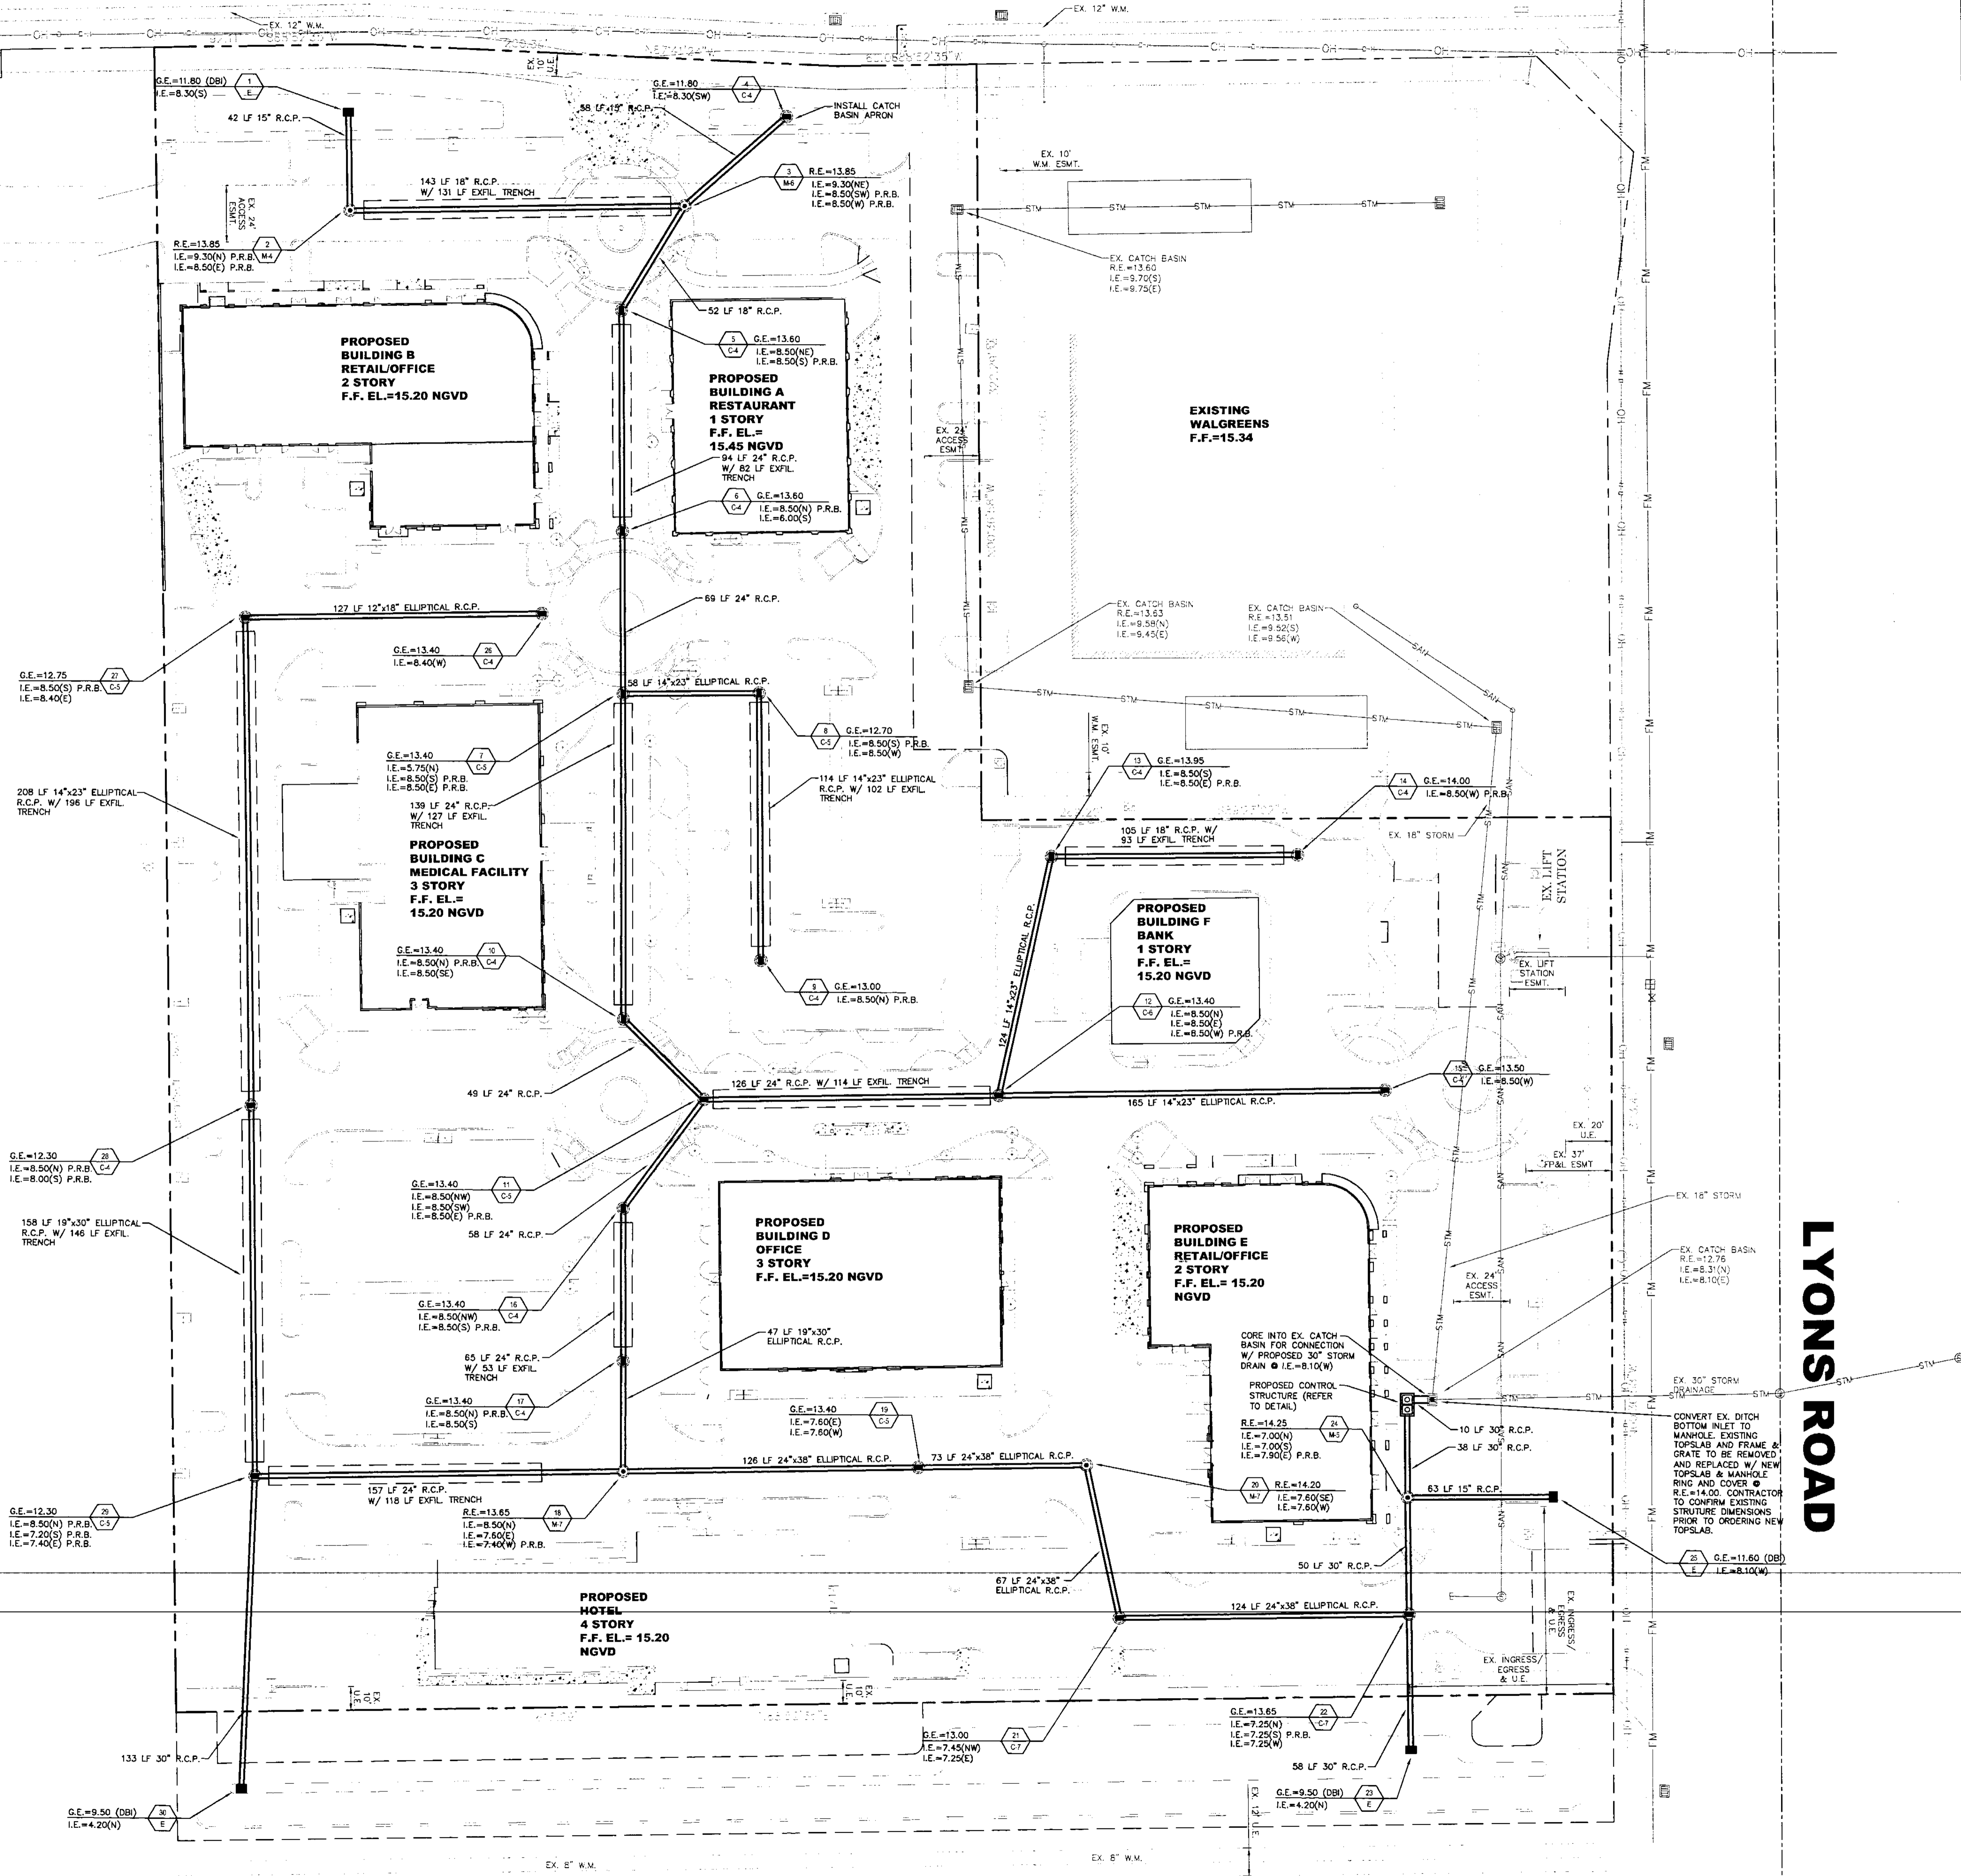 EX. 12" W.M.
EX. 12" W.M.
EX. 10' U.E.
G.E.=11.80 (DBI)
I.E.=8.30(S)
1
E
42 LF 15" R.C.P.
G.E.=11.80
I.E.=8.30(SW)
4
C-4
58 LF 15" R.C.P.
INSTALL CATCH
BASIN APRON
143 LF 18" R.C.P.
W/ 131 LF EXFIL. TRENCH
3
M-6
R.E.=13.85
I.E.=9.30(NE)
I.E.=8.50(SW) P.R.B.
I.E.=8.50(W) P.R.B.
EX. 10'
W.M. ESMT.
EX. 24'
ACCESS
ESMT.
R.E.=13.85
I.E.=9.30(N) P.R.B.
I.E.=8.50(E) P.R.B.
2
M-4
EX. CATCH BASIN
R.E.=13.60
I.E.=9.70(S)
I.E.=9.75(E)
52 LF 18" R.C.P.
PROPOSED
BUILDING B
RETAIL/OFFICE
2 STORY
F.F. EL.=15.20 NGVD
5
C-4
G.E.=13.60
I.E.=8.50(NE)
I.E.=8.50(S) P.R.B.
PROPOSED
BUILDING A
RESTAURANT
1 STORY
F.F. EL.=
15.45 NGVD
94 LF 24" R.C.P.
W/ 82 LF EXFIL.
TRENCH
6
C-4
G.E.=13.60
I.E.=8.50(N) P.R.B.
I.E.=6.00(S)
EXISTING
WALGREENS
F.F.=15.34
EX. 24'
ACCESS
ESMT.
127 LF 12"x18" ELLIPTICAL R.C.P.
69 LF 24" R.C.P.
EX. CATCH BASIN
R.E.=13.63
I.E.=9.58(N)
I.E.=9.45(E)
EX. CATCH BASIN
R.E.=13.51
I.E.=9.52(S)
I.E.=9.56(W)
G.E.=13.40
I.E.=8.40(W)
26
C-4
G.E.=12.75
I.E.=8.50(S) P.R.B.
I.E.=8.40(E)
27
C-5
58 LF 14"x23" ELLIPTICAL R.C.P.
8
C-5
G.E.=12.70
I.E.=8.50(S) P.R.B.
I.E.=8.50(W)
G.E.=13.40
I.E.=5.75(N)
I.E.=8.50(S) P.R.B.
I.E.=8.50(E) P.R.B.
7
C-5
EX. 10'
W.M. ESMT.
13
C-4
G.E.=13.95
I.E.=8.50(S)
I.E.=8.50(E) P.R.B.
14
C-4
G.E.=14.00
I.E.=8.50(W) P.R.B.
208 LF 14"x23" ELLIPTICAL
R.C.P. W/ 196 LF EXFIL.
TRENCH
139 LF 24" R.C.P.
W/ 127 LF EXFIL.
TRENCH
114 LF 14"x23" ELLIPTICAL
R.C.P. W/ 102 LF EXFIL.
TRENCH
105 LF 18" R.C.P. W/
93 LF EXFIL. TRENCH
EX. 18" STORM
EX. LIFT
STATION
PROPOSED
BUILDING C
MEDICAL FACILITY
3 STORY
F.F. EL.=
15.20 NGVD
PROPOSED
BUILDING F
BANK
1 STORY
F.F. EL.=
15.20 NGVD
124 LF 14"x23" ELLIPTICAL R.C.P.
G.E.=13.40
I.E.=8.50(N) P.R.B.
I.E.=8.50(SE)
10
C-4
9
C-4
G.E.=13.00
I.E.=8.50(N) P.R.B.
EX. LIFT
STATION
ESMT.
12
C-6
G.E.=13.40
I.E.=8.50(N)
I.E.=8.50(E)
I.E.=8.50(W) P.R.B.
49 LF 24" R.C.P.
126 LF 24" R.C.P. W/ 114 LF EXFIL. TRENCH
165 LF 14"x23" ELLIPTICAL R.C.P.
15
C-4
G.E.=13.50
I.E.=8.50(W)
EX. 20'
U.E.
EX. 37'
FP&L ESMT
G.E.=12.30
I.E.=8.50(N) P.R.B.
I.E.=8.00(S) P.R.B.
28
C-4
G.E.=13.40
I.E.=8.50(NW)
I.E.=8.50(SW)
I.E.=8.50(E) P.R.B.
11
C-5
EX. 18" STORM
158 LF 19"x30" ELLIPTICAL
R.C.P. W/ 146 LF EXFIL.
TRENCH
58 LF 24" R.C.P.
PROPOSED
BUILDING D
OFFICE
3 STORY
F.F. EL.=15.20 NGVD
PROPOSED
BUILDING E
RETAIL/OFFICE
2 STORY
F.F. EL.= 15.20
NGVD
EX. CATCH BASIN
R.E.=12.76
I.E.=8.31(N)
I.E.=8.10(E)
EX. 24'
ACCESS
ESMT.
LYONS ROAD
G.E.=13.40
I.E.=8.50(NW)
I.E.=8.50(S) P.R.B.
16
C-4
47 LF 19"x30"
ELLIPTICAL R.C.P.
65 LF 24" R.C.P.
W/ 53 LF EXFIL.
TRENCH
CORE INTO EX. CATCH
BASIN FOR CONNECTION
W/ PROPOSED 30" STORM
DRAIN @ I.E.=8.10(W)
PROPOSED CONTROL
STRUCTURE (REFER
TO DETAIL)
EX. 30" STORM
DRAINAGE
G.E.=13.40
I.E.=8.50(N) P.R.B.
I.E.=8.50(S)
17
C-4
G.E.=13.40
I.E.=7.60(E)
I.E.=7.60(W)
19
C-5
R.E.=14.25
I.E.=7.00(N)
I.E.=7.00(S)
I.E.=7.90(E) P.R.B.
24
M-5
10 LF 30" R.C.P.
38 LF 30" R.C.P.
CONVERT EX. DITCH
BOTTOM INLET TO
MANHOLE. EXISTING
TOPSLAB AND FRAME &
GRATE TO BE REMOVED
AND REPLACED W/ NEW
TOPSLAB & MANHOLE
RING AND COVER @
R.E.=14.00. CONTRACTOR
TO CONFIRM EXISTING
STRUTURE DIMENSIONS
PRIOR TO ORDERING NEW
TOPSLAB.
126 LF 24"x38" ELLIPTICAL R.C.P.
73 LF 24"x38" ELLIPTICAL R.C.P.
63 LF 15" R.C.P.
157 LF 24" R.C.P.
W/ 118 LF EXFIL. TRENCH
20
M-7
R.E.=14.20
I.E.=7.60(SE)
I.E.=7.60(W)
G.E.=12.30
I.E.=8.50(N) P.R.B.
I.E.=7.20(S) P.R.B.
I.E.=7.40(E) P.R.B.
29
C-5
R.E.=13.65
I.E.=8.50(N)
I.E.=7.60(E)
I.E.=7.40(W) P.R.B.
18
M-7
50 LF 30" R.C.P.
25
E
G.E.=11.60 (DBI)
I.E.=8.10(W)
67 LF 24"x38"
ELLIPTICAL R.C.P.
PROPOSED
HOTEL
4 STORY
F.F. EL.= 15.20
NGVD
124 LF 24"x38" ELLIPTICAL R.C.P.
EX. INGRESS/
EGRESS
& U.E.
EX. INGRESS/
EGRESS
& U.E.
EX. 10' U.E.
EX. 10' U.E.
133 LF 30" R.C.P.
G.E.=13.00
I.E.=7.45(NW)
I.E.=7.25(E)
21
C-7
G.E.=13.65
I.E.=7.25(N)
I.E.=7.25(S) P.R.B.
I.E.=7.25(W)
22
C-7
58 LF 30" R.C.P.
G.E.=9.50 (DBI)
I.E.=4.20(N)
30
E
G.E.=9.50 (DBI)
I.E.=4.20(N)
23
E
EX. 12' U.E.
EX. 8" W.M.
EX. 8" W.M.